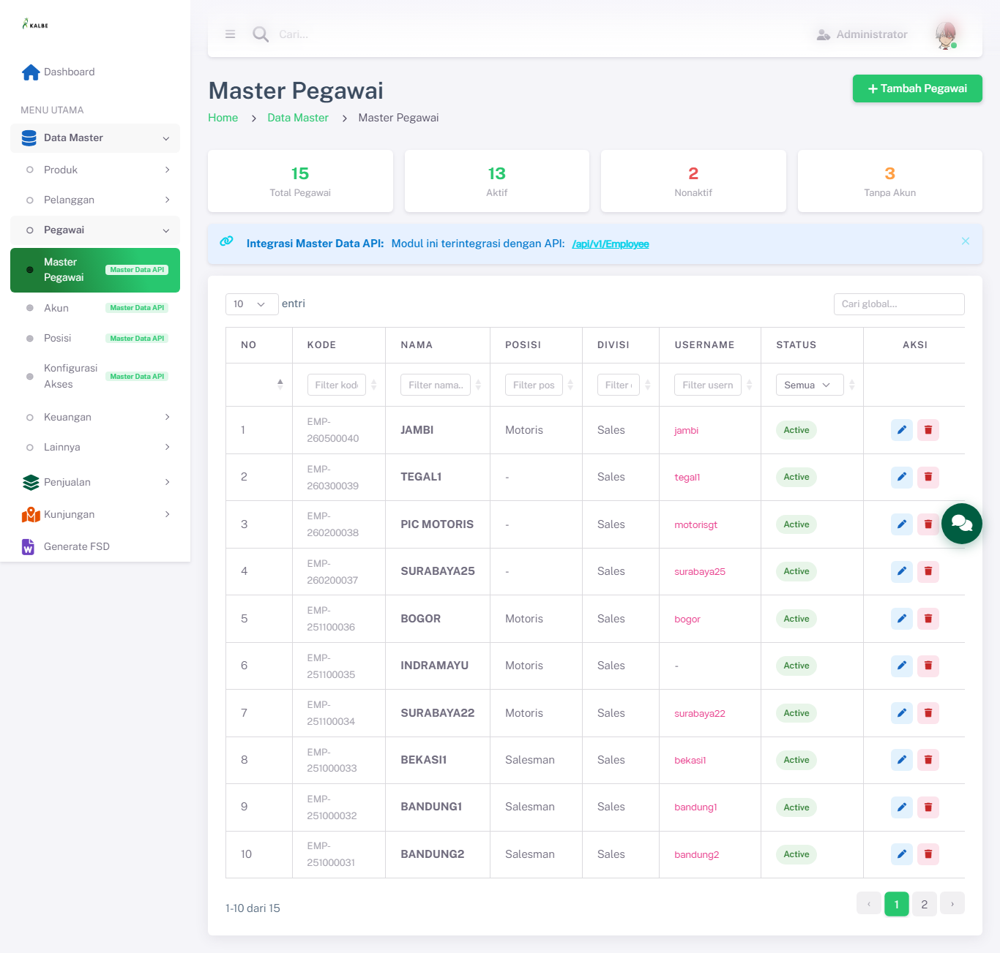 KALBE
Dashboard
MENU UTAMA
Data Master
Produk
Pelanggan
Pegawai
Master Pegawai
Master Data API
Akun
Master Data API
Posisi
Master Data API
Konfigurasi Akses
Master Data API
Keuangan
Lainnya
Penjualan
Kunjungan
Generate FSD
Cari...
Administrator
Master Pegawai
+ Tambah Pegawai
Home > Data Master > Master Pegawai
15
Total Pegawai
13
Aktif
2
Nonaktif
3
Tanpa Akun
Integrasi Master Data API: Modul ini terintegrasi dengan API: /api/v1/Employee
10 entri
Cari global...
NO KODE NAMA POSISI DIVISI USERNAME STATUS AKSI
Filter kode Filter nama.. Filter pos Filter Filter usern Semua
1 EMP-260500040 JAMBI Motoris Sales jambi Active
2 EMP-260300039 TEGAL1 - Sales tegal1 Active
3 EMP-260200038 PIC MOTORIS - Sales motorisgt Active
4 EMP-260200037 SURABAYA25 - Sales surabaya25 Active
5 EMP-251100036 BOGOR Motoris Sales bogor Active
6 EMP-251100035 INDRAMAYU Motoris Sales - Active
7 EMP-251100034 SURABAYA22 Motoris Sales surabaya22 Active
8 EMP-251000033 BEKASI1 Salesman Sales bekasi1 Active
9 EMP-251000032 BANDUNG1 Salesman Sales bandung1 Active
10 EMP-251000031 BANDUNG2 Salesman Sales bandung2 Active
1-10 dari 15
‹ 1 2 ›